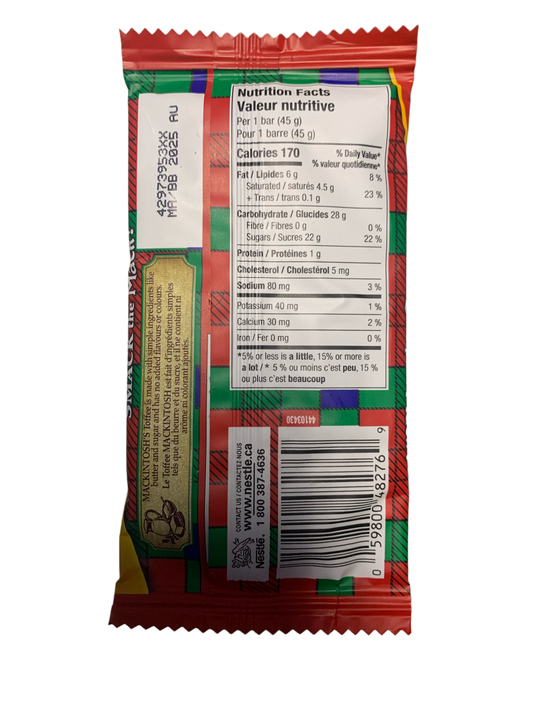 Nutrition Facts
Valeur nutritive
Per 1 bar (45 g)
Pour 1 barre (45 g)
Calories 170
% Daily Value*
% valeur quotidienne*
Fat / Lipides 6 g 8 %
Saturated / saturés 4.5 g
+ Trans / trans 0.1 g 23 %
Carbohydrate / Glucides 28 g
Fibre / Fibres 0 g 0 %
Sugars / Sucres 22 g 22 %
Protein / Protéines 1 g
Cholesterol / Cholestérol 5 mg
Sodium 80 mg 3 %
Potassium 40 mg 1 %
Calcium 30 mg 2 %
Iron / Fer 0 mg 0 %
*5% or less is a little, 15% or more is
a lot / * 5 % ou moins c'est peu, 15 %
ou plus c'est beaucoup
42973953XX
MA/BB 2025 AU
SMACK the Mack!
MACKINTOSH'S Toffee is made with simple ingredients like
butter and sugar and has no added flavours or colours.
Le Toffee MACKINTOSH est fait d'ingrédients simples
tels que du beurre et du sucre, et il ne contient ni
arôme ni colorant ajoutés.
44103430
Nestlé.
CONTACT US / CONTACTEZ NOUS
www.nestle.ca
1 800 387-4636
0 59800 48276 9